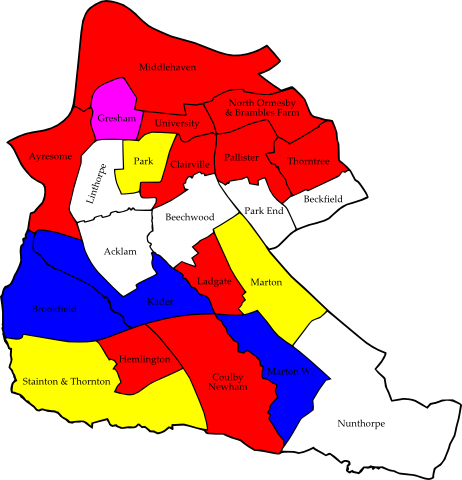 Middlehaven
North Ormesby
& Brambles Farm
Gresham
University
Ayresome
Park
Clairville
Pallister
Thorntree
Linthorpe
Beckfield
Beechwood
Park End
Acklam
Ladgate
Marton
Kader
Brookfield
Hemlington
Stainton & Thornton
Coulby
Newham
Marton W
Nunthorpe